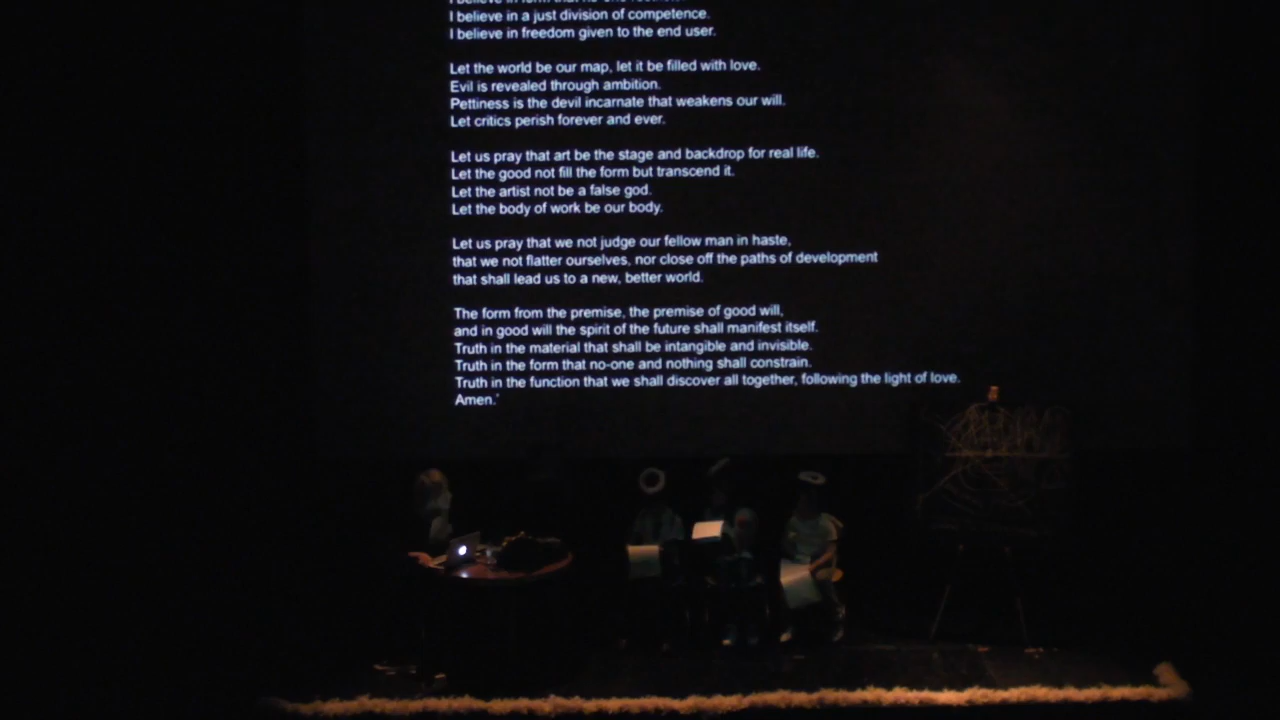 I believe in form that no-one
I believe in a just division of competence.
I believe in freedom given to the end user.
Let the world be our map, let it be filled with love.
Evil is revealed through ambition.
Pettiness is the devil incarnate that weakens our will.
Let critics perish forever and ever.
Let us pray that art be the stage and backdrop for real life.
Let the good not fill the form but transcend it.
Let the artist not be a false god.
Let the body of work be our body.
Let us pray that we not judge our fellow man in haste,
that we not flatter ourselves, nor close off the paths of development
that shall lead us to a new, better world.
The form from the premise, the premise of good will,
and in good will the spirit of the future shall manifest itself.
Truth in the material that shall be intangible and invisible.
Truth in the form that no-one and nothing shall constrain.
Truth in the function that we shall discover all together, following the light of love.
Amen.'